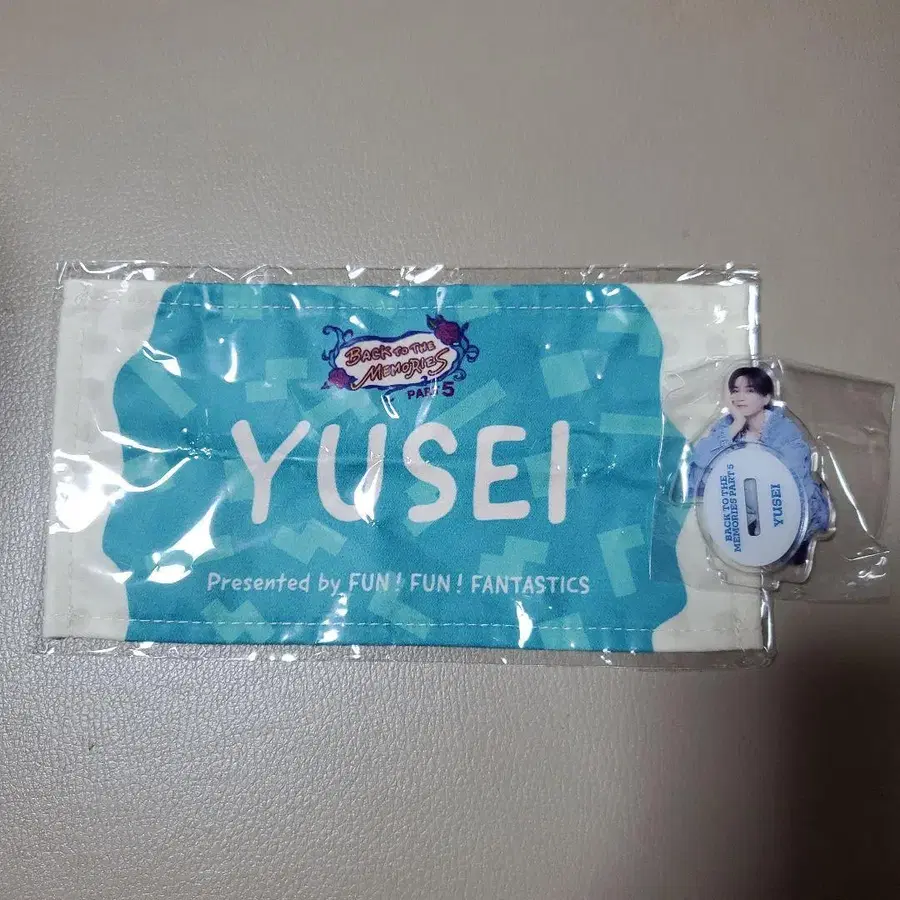 BACK TO THE
MEMORIES
PART 5
YUSEI
Presented by FUN! FUN! FANTASTICS
BACK TO THE
MEMORIES PART 5
YUSEI